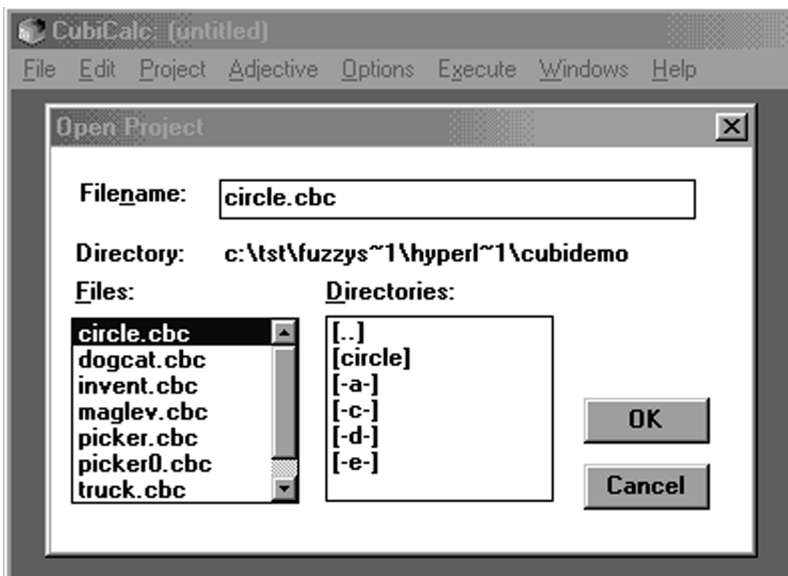 CubiCalc: (untitled)
File Edit Project Adjective Options Execute Windows Help
Open Project
Filename: circle.cbc
Directory: c:\tst\fuzzys~1\hyperl~1\cubidemo
Files: Directories:
circle.cbc [..]
dogcat.cbc [circle]
invent.cbc [-a-]
maglev.cbc [-c-]
picker.cbc [-d-]
picker0.cbc [-e-]
truck.cbc
OK
Cancel